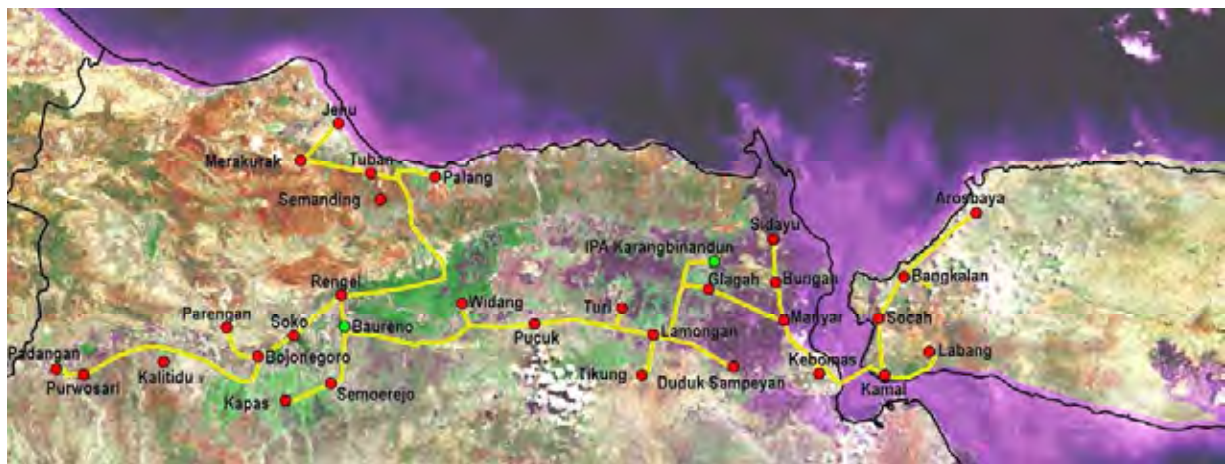 Jenu
Merakurak
Tuban
Palang
Semanding
Arosbaya
Sidayu
IPA Karangbinandun
Bangkalan
Rengel
Glagah
Bungah
Widang
Parengan
Soko
Baureno
Turi
Manyar
Socah
Pucuk
Lamongan
Padangan
Bojonegoro
Labang
Purwosari
Kalitidu
Kebomas
Tikung
Duduk Sampeyan
Kamal
Kapas
Semoerejo